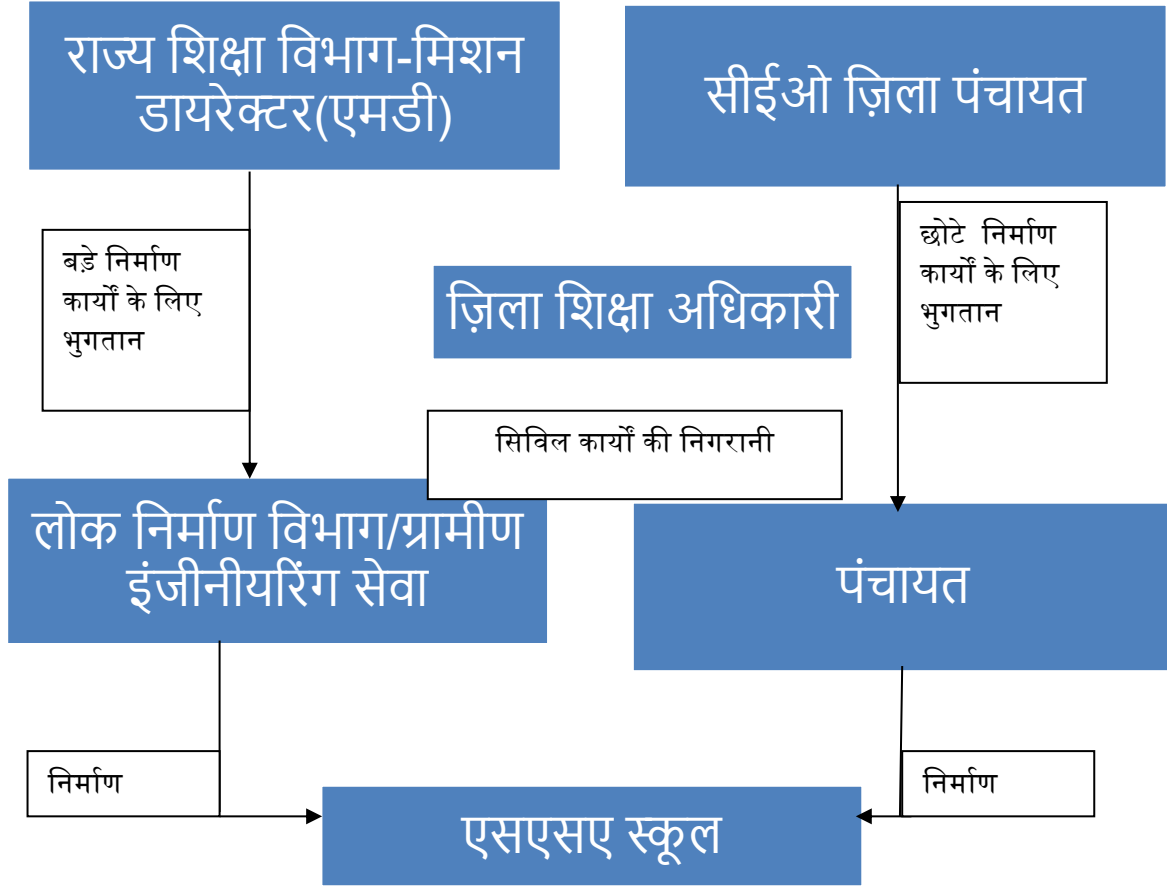 राज्य शिक्षा विभाग-मिशन
डायरेक्टर(एमडी)
सीईओ ज़िला पंचायत
बड़े निर्माण
कार्यों के लिए
भुगतान
छोटे निर्माण
कार्यों के लिए
भुगतान
ज़िला शिक्षा अधिकारी
सिविल कार्यों की निगरानी
लोक निर्माण विभाग/ग्रामीण
इंजीनीयरिंग सेवा
पंचायत
निर्माण
निर्माण
एसएसए स्कूल